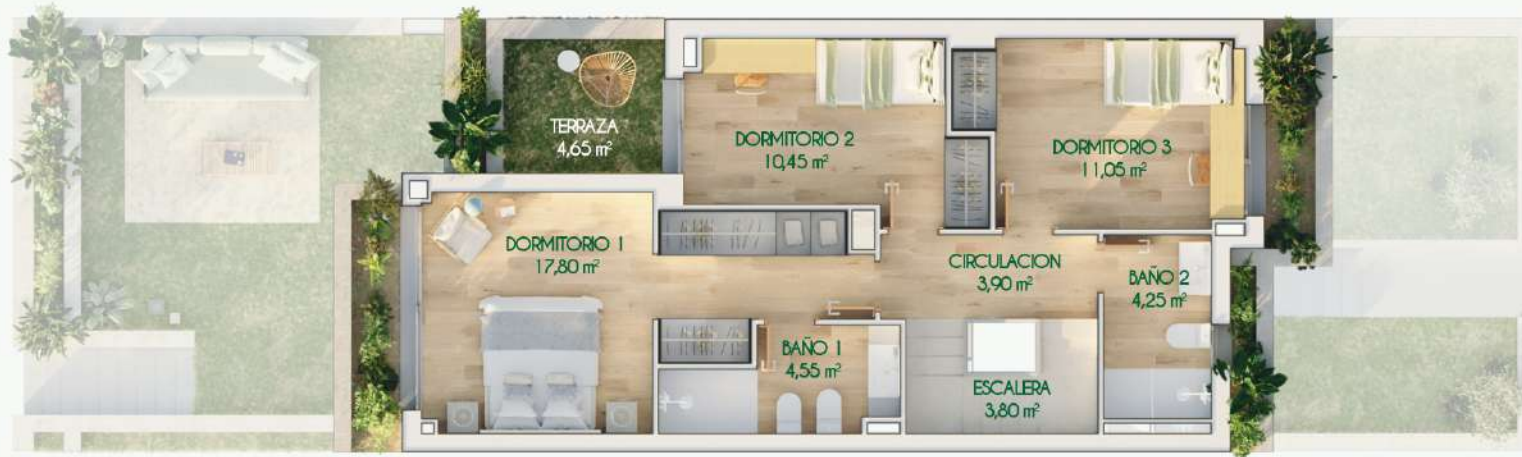 TERRAZA
4,65 m²
DORMITORIO 2
10,45 m²
DORMITORIO 3
11,05 m²
DORMITORIO 1
17,80 m²
CIRCULACION
3,90 m²
BAÑO 2
4,25 m²
BAÑO 1
4,55 m²
ESCALERA
3,80 m²